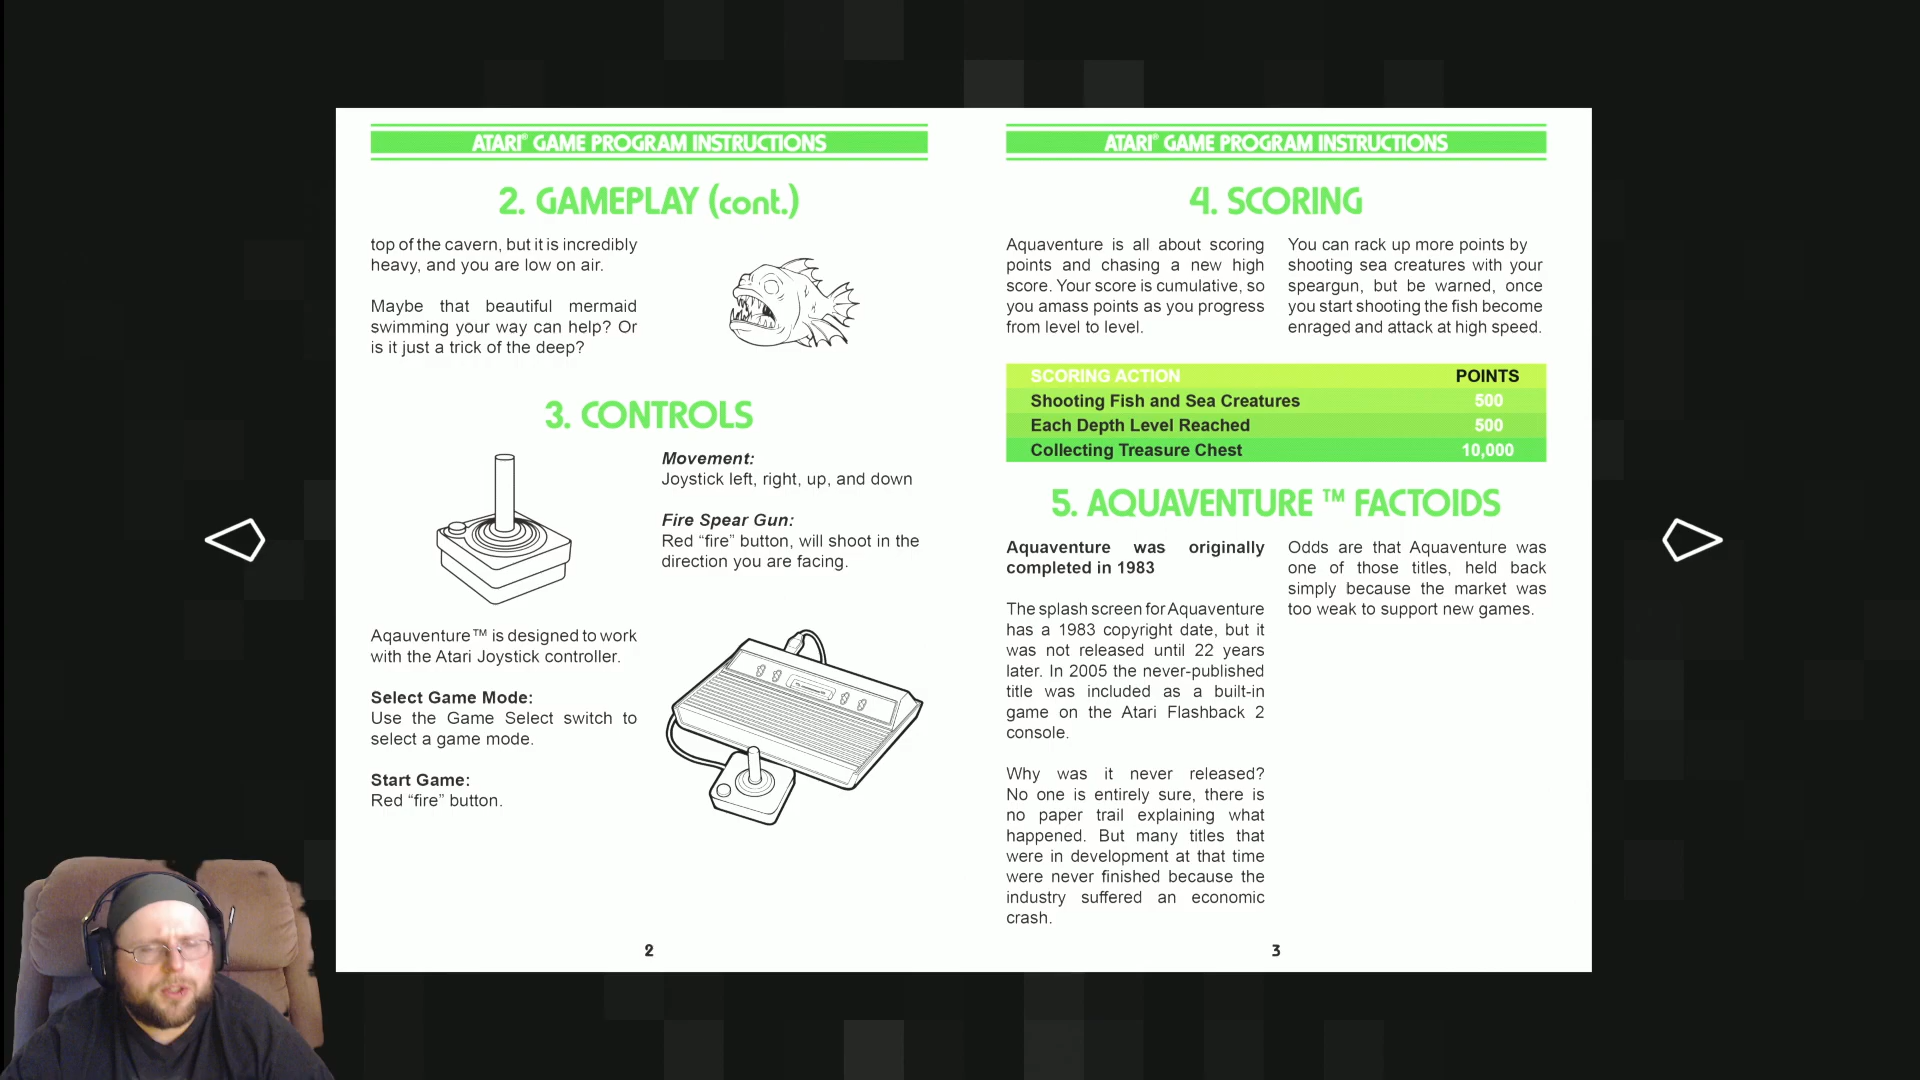 ATARI® GAME PROGRAM INSTRUCTIONS
2. GAMEPLAY (cont.)
top of the cavern, but it is incredibly
heavy, and you are low on air.
Maybe that beautiful mermaid
swimming your way can help? Or
is it just a trick of the deep?
3. CONTROLS
Movement:
Joystick left, right, up, and down
Fire Spear Gun:
Red “fire” button, will shoot in the
direction you are facing.
Aqauventure™ is designed to work
with the Atari Joystick controller.
Select Game Mode:
Use the Game Select switch to
select a game mode.
Start Game:
Red “fire” button.
2
ATARI® GAME PROGRAM INSTRUCTIONS
4. SCORING
Aquaventure is all about scoring
points and chasing a new high
score. Your score is cumulative, so
you amass points as you progress
from level to level.
You can rack up more points by
shooting sea creatures with your
speargun, but be warned, once
you start shooting the fish become
enraged and attack at high speed.
SCORING ACTION POINTS
Shooting Fish and Sea Creatures 500
Each Depth Level Reached 500
Collecting Treasure Chest 10,000
5. AQUAVENTURE ™ FACTOIDS
Aquaventure was originally
completed in 1983
The splash screen for Aquaventure
has a 1983 copyright date, but it
was not released until 22 years
later. In 2005 the never-published
title was included as a built-in
game on the Atari Flashback 2
console.
Why was it never released?
No one is entirely sure, there is
no paper trail explaining what
happened. But many titles that
were in development at that time
were never finished because the
industry suffered an economic
crash.
Odds are that Aquaventure was
one of those titles, held back
simply because the market was
too weak to support new games.
3